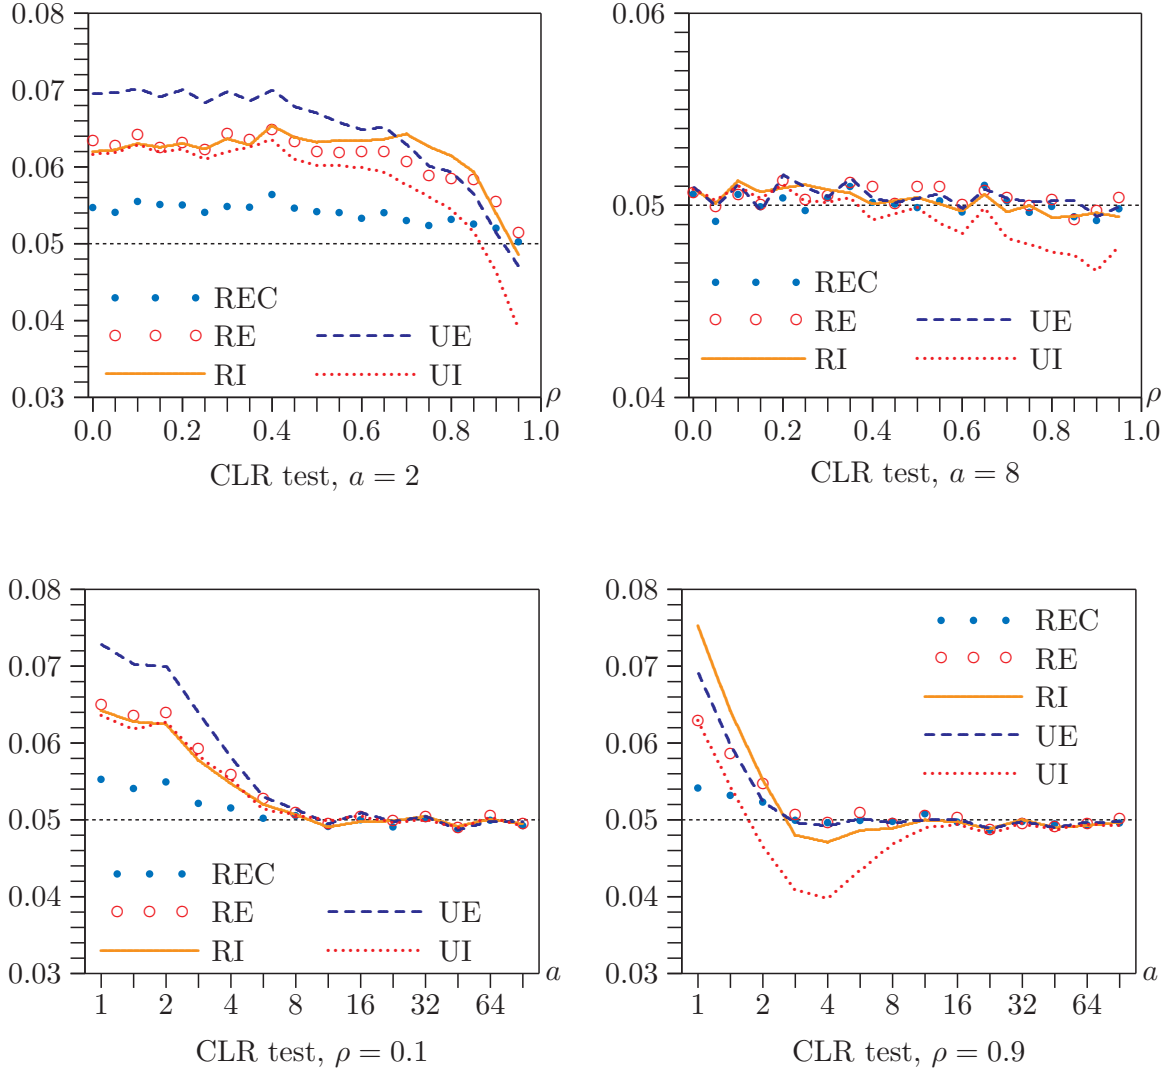 0.08
0.07
0.06
0.05
0.04
0.03
0.0 0.2 0.4 0.6 0.8 1.0
ρ
REC
RE
RI
UE
UI
CLR test, a = 2
0.06
0.05
0.04
0.0 0.2 0.4 0.6 0.8 1.0
ρ
REC
RE
RI
UE
UI
CLR test, a = 8
0.08
0.07
0.06
0.05
0.04
0.03
1 2 4 8 16 32 64
a
REC
RE
RI
UE
UI
CLR test, ρ = 0.1
0.08
0.07
0.06
0.05
0.04
0.03
1 2 4 8 16 32 64
a
REC
RE
RI
UE
UI
CLR test, ρ = 0.9